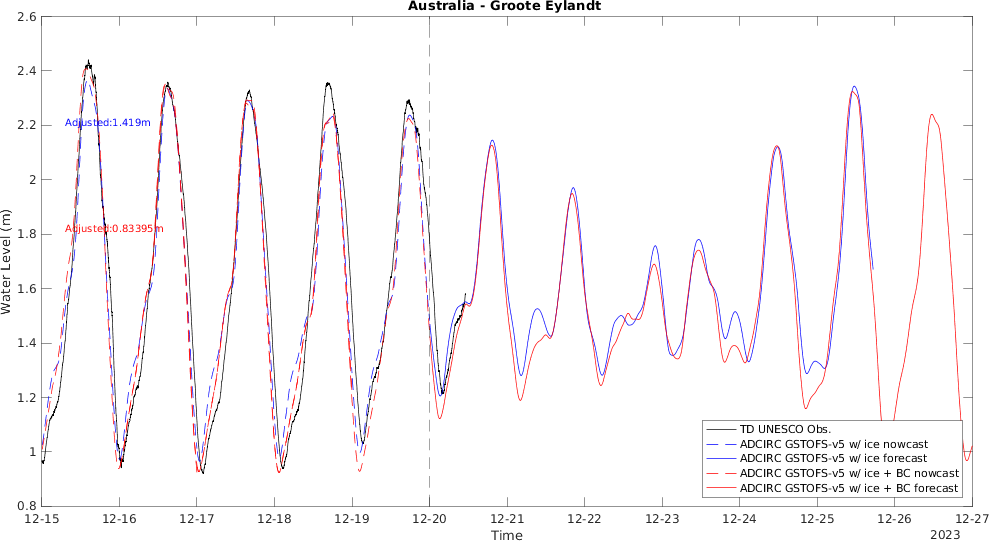 Australia - Groote Eylandt
2.6
2.4
2.2
2
1.8
1.6
1.4
1.2
1
0.8
Water Level (m)
Adjusted:1.419m
Adjusted:0.83395m
TD UNESCO Obs.
ADCIRC GSTOFS-v5 w/ ice nowcast
ADCIRC GSTOFS-v5 w/ ice forecast
ADCIRC GSTOFS-v5 w/ ice + BC nowcast
ADCIRC GSTOFS-v5 w/ ice + BC forecast
12-15 12-16 12-17 12-18 12-19 12-20 12-21 12-22 12-23 12-24 12-25 12-26 12-27
Time
2023